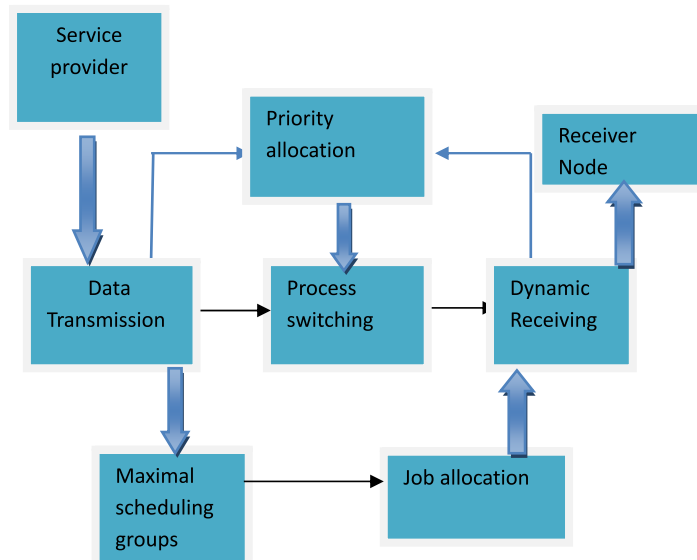 Service
provider
Priority
allocation
Receiver
Node
Data
Transmission
Process
switching
Dynamic
Receiving
Maximal
scheduling
groups
Job allocation